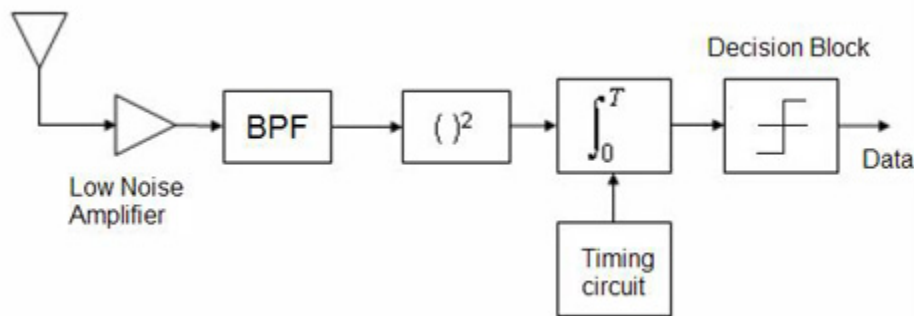 Decision Block
BPF
( )²
∫₀ᵀ
Data
Low Noise
Amplifier
Timing
circuit